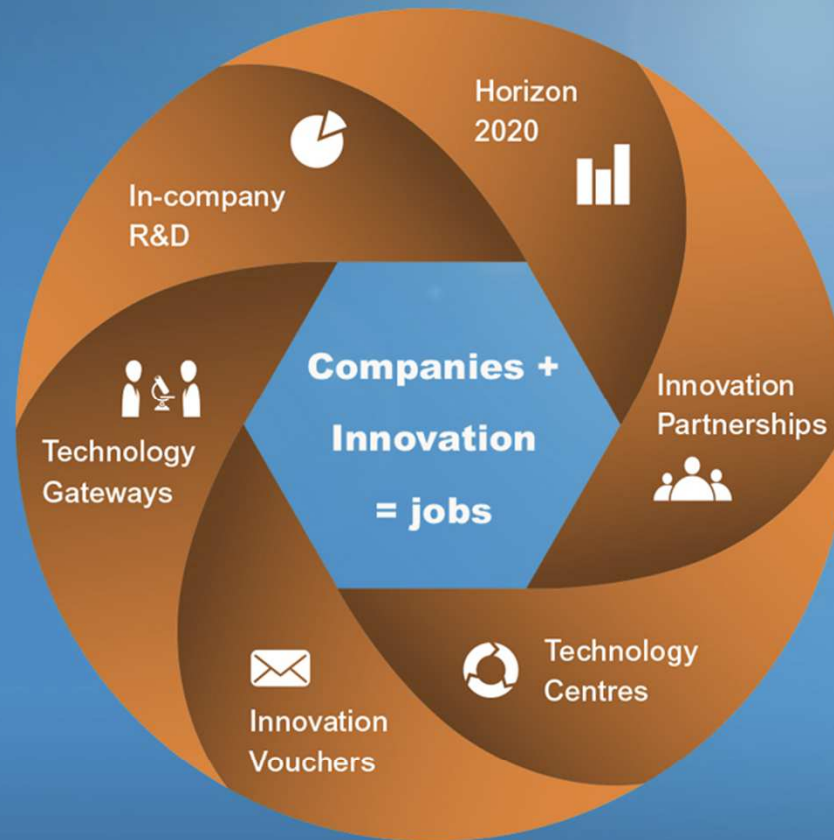 Horizon
2020
In-company
R&D
Companies +
Innovation
= jobs
Innovation
Partnerships
Technology
Gateways
Technology
Centres
Innovation
Vouchers